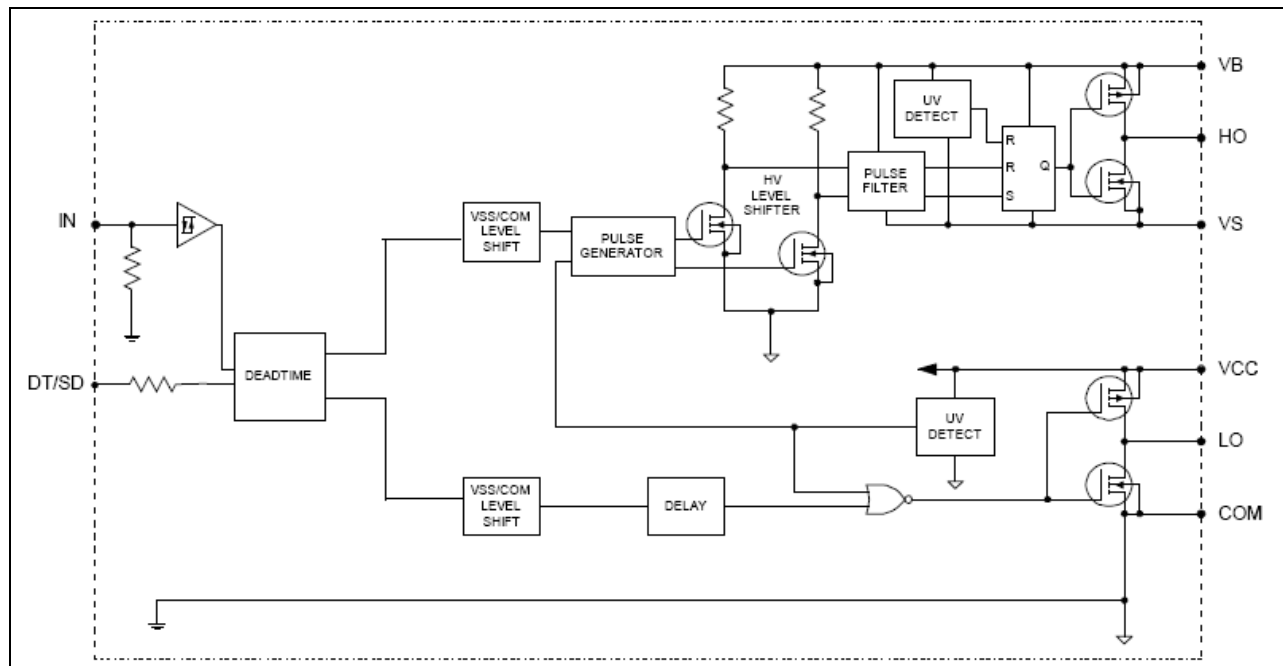 VB
UV
DETECT
R
HO
R
Q
PULSE
FILTER
HV
LEVEL
SHIFTER
S
IN
VSS/COM
LEVEL
SHIFT
PULSE
GENERATOR
VS
DEADTIME
DT/SD
VCC
UV
DETECT
LO
VSS/COM
LEVEL
SHIFT
DELAY
COM